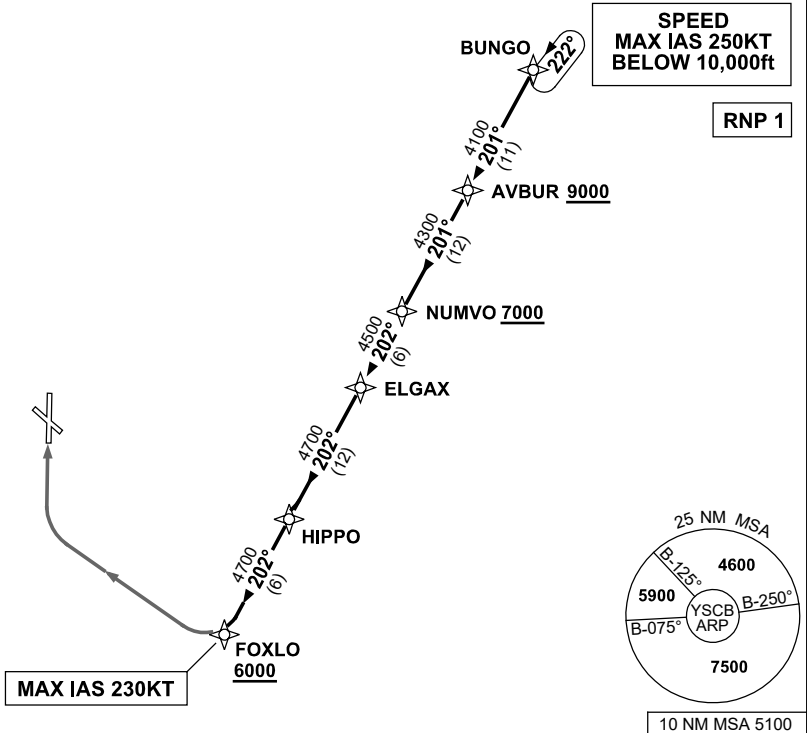 SPEED
MAX IAS 250KT
BELOW 10,000ft
RNP 1
BUNGO
222°
4100
201°
(11)
AVBUR 9000
4300
201°
(12)
NUMVO 7000
4500
202°
(6)
ELGAX
4700
202°
(12)
HIPPO
4700
202°
(6)
FOXLO
6000
MAX IAS 230KT
25 NM MSA
B-125°
4600
5900
YSCB
ARP
B-250°
B-075°
7500
10 NM MSA 5100